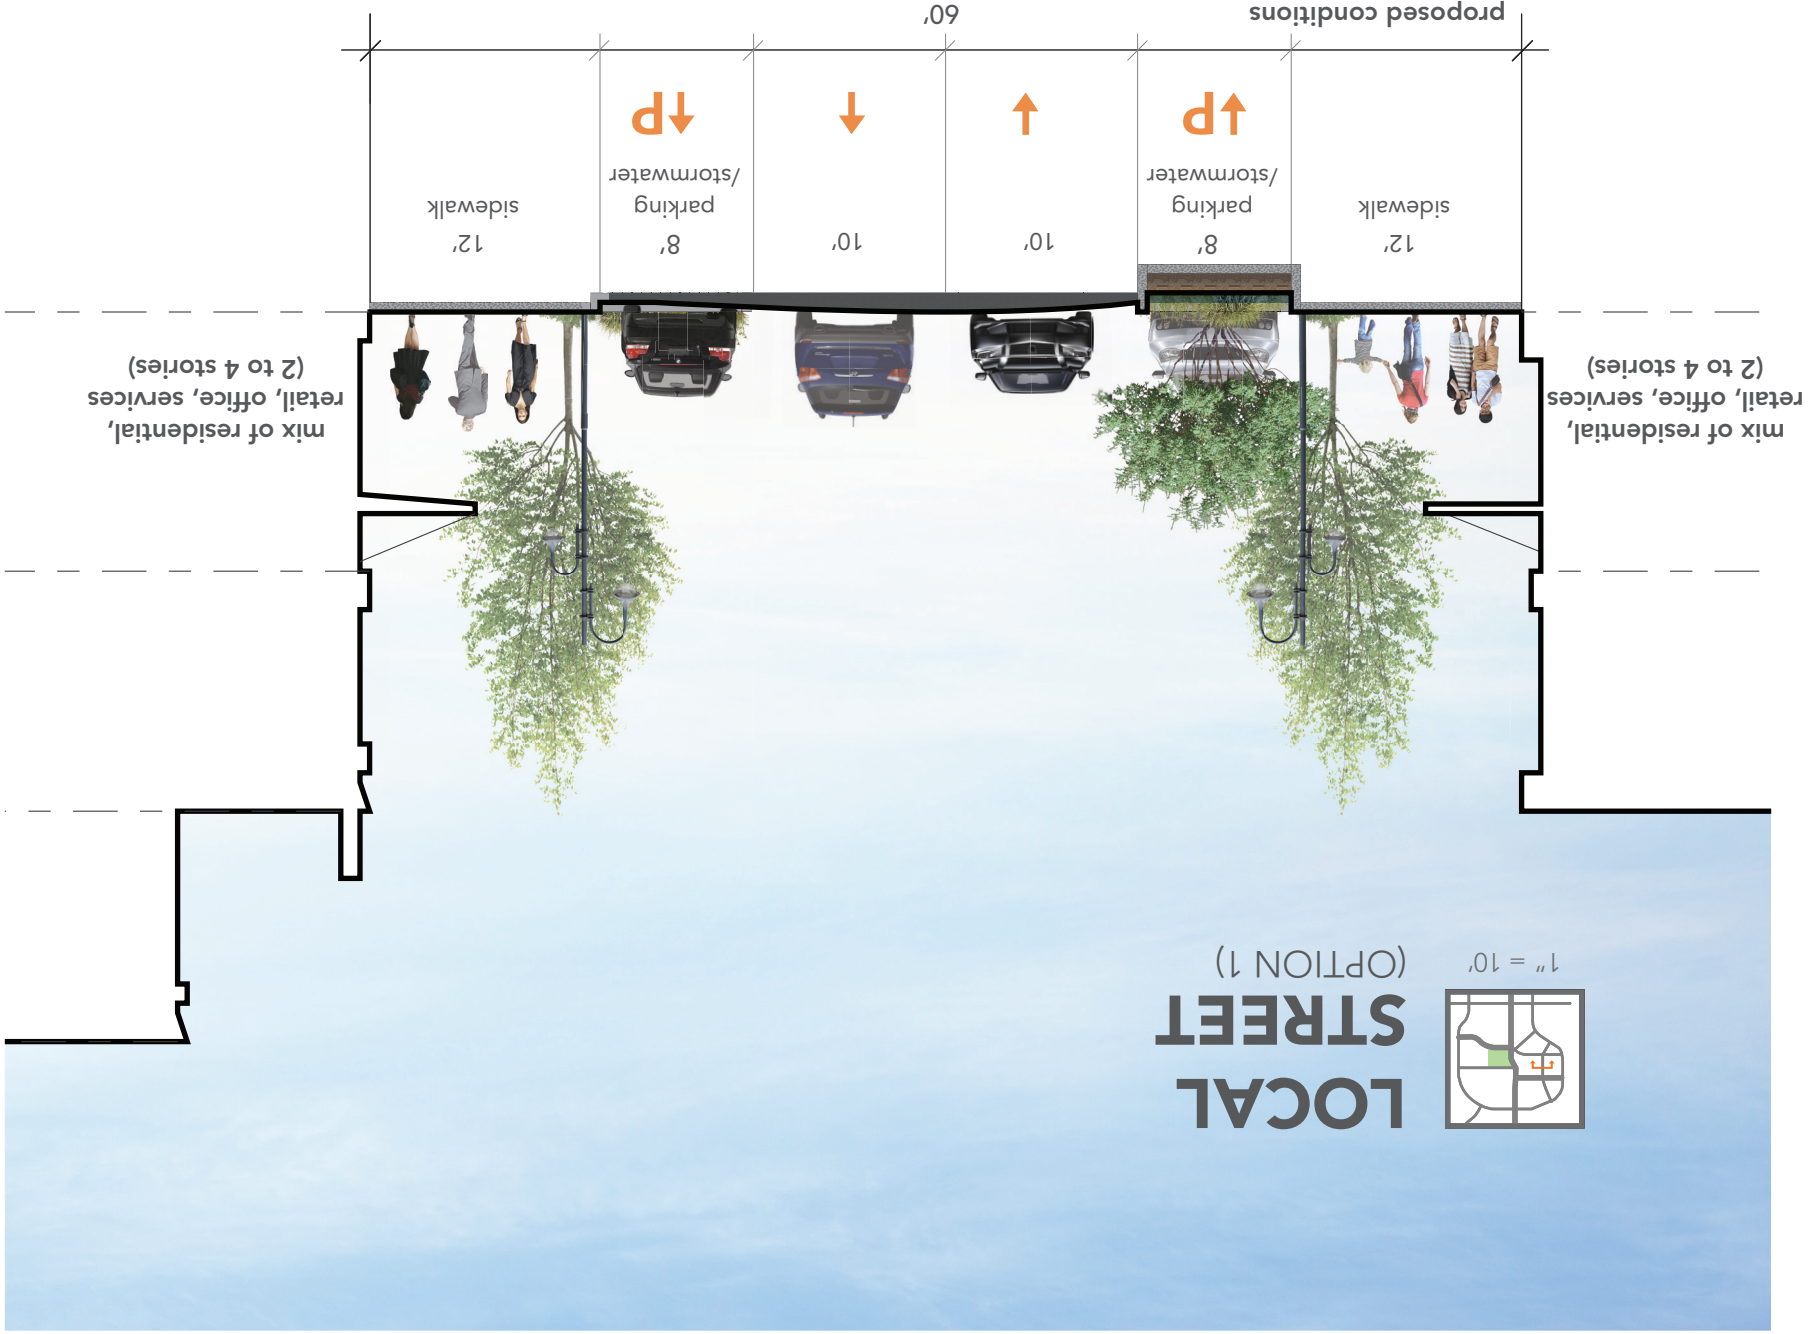 LOCAL
STREET
(OPTION 1)
1" = 10'
mix of residential,
retail, office, services
(2 to 4 stories)
mix of residential,
retail, office, services
(2 to 4 stories)
12'
sidewalk
8'
parking
/stormwater
P
10'
10'
8'
parking
/stormwater
P
12'
sidewalk
proposed conditions
60'